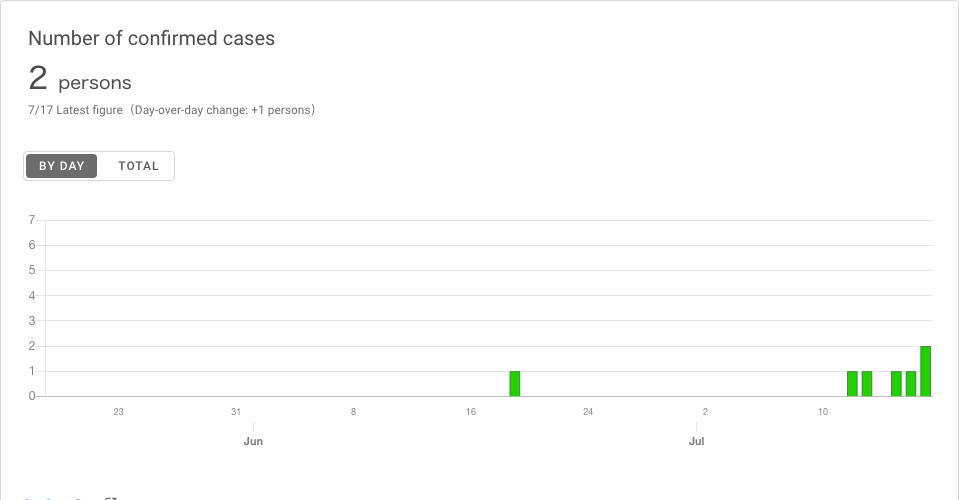 Number of confirmed cases
2 persons
7/17 Latest figure（Day-over-day change: +1 persons）
BY DAY TOTAL
7
6
5
4
3
2
1
0
23 31 8 16 24 2 10
Jun Jul